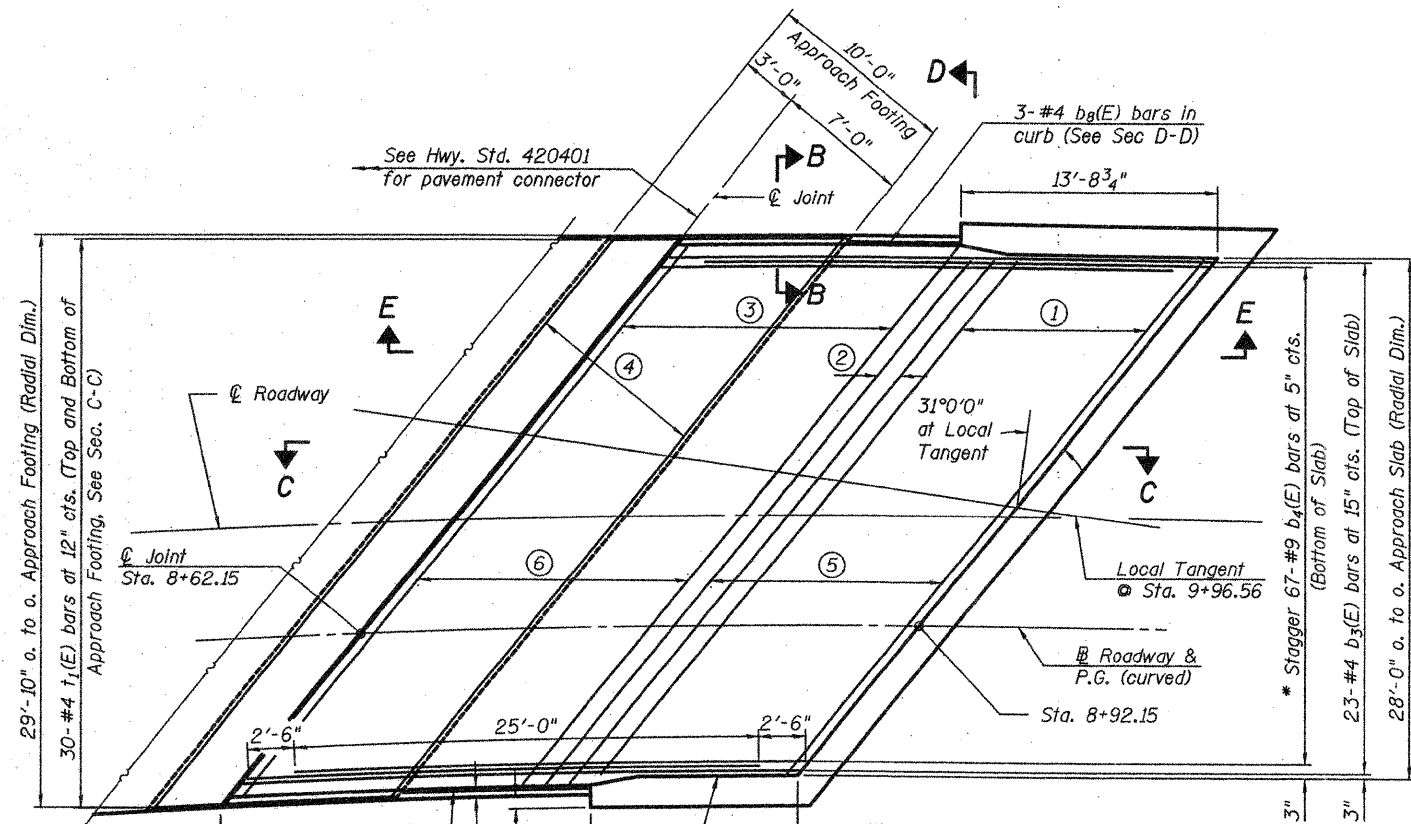 10'-0"
Approach Footing
3'-0"
7'-0"
D
3-#4 b8(E) bars in
curb (See Sec D-D)
See Hwy. Std. 420401
for pavement connector
B
℄ Joint
13'-8¾"
B
E
E
③
①
④
②
℄ Roadway
31°0'0"
at Local
Tangent
C
C
℄ Joint
Sta. 8+62.15
⑥
⑤
Local Tangent
@ Sta. 9+96.56
℄ Roadway &
P.G. (curved)
Sta. 8+92.15
2'-6"
25'-0"
2'-6"
29'-10" o. to o. Approach Footing (Radial Dim.)
30-#4 t1(E) bars at 12" cts. (Top and Bottom of
Approach Footing, See Sec. C-C)
* Stagger 67-#9 b4(E) bars at 5" cts.
(Bottom of Slab)
23-#4 b3(E) bars at 15" cts. (Top of Slab)
28'-0" o. to o. Approach Slab (Radial Dim.)
3"
3"